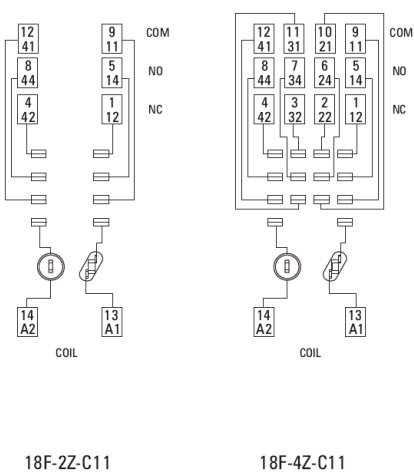 12 9 COM 12 11 10 9 COM
41 11 41 31 21 11
8 5 NO 8 7 6 5 NO
44 14 44 34 24 14
4 1 NC 4 3 2 1 NC
42 12 42 32 22 12
14 13 14 13
A2 A1 A2 A1
COIL COIL
18F-2Z-C11 18F-4Z-C11